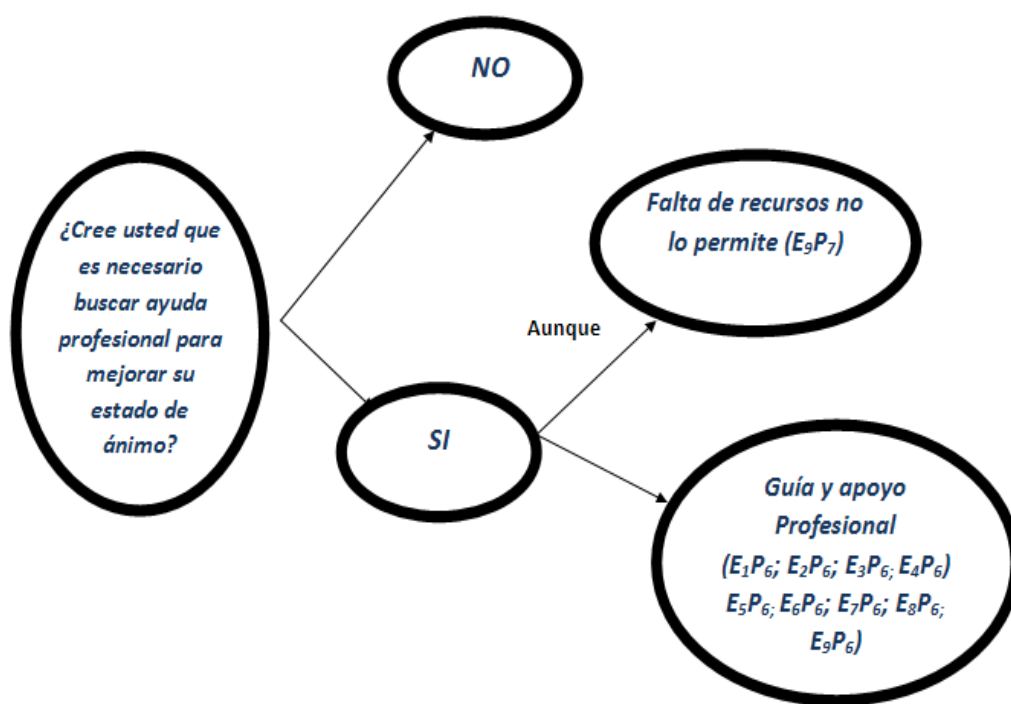 NO
¿Cree usted que
es necesario
buscar ayuda
profesional para
mejorar su
estado de
ánimo?
Falta de recursos no
lo permite (E₉P₇)
Aunque
SI
Guía y apoyo
Profesional
(E₁P₆; E₂P₆; E₃P₆; E₄P₆)
E₅P₆; E₆P₆; E₇P₆; E₈P₆;
E₉P₆)